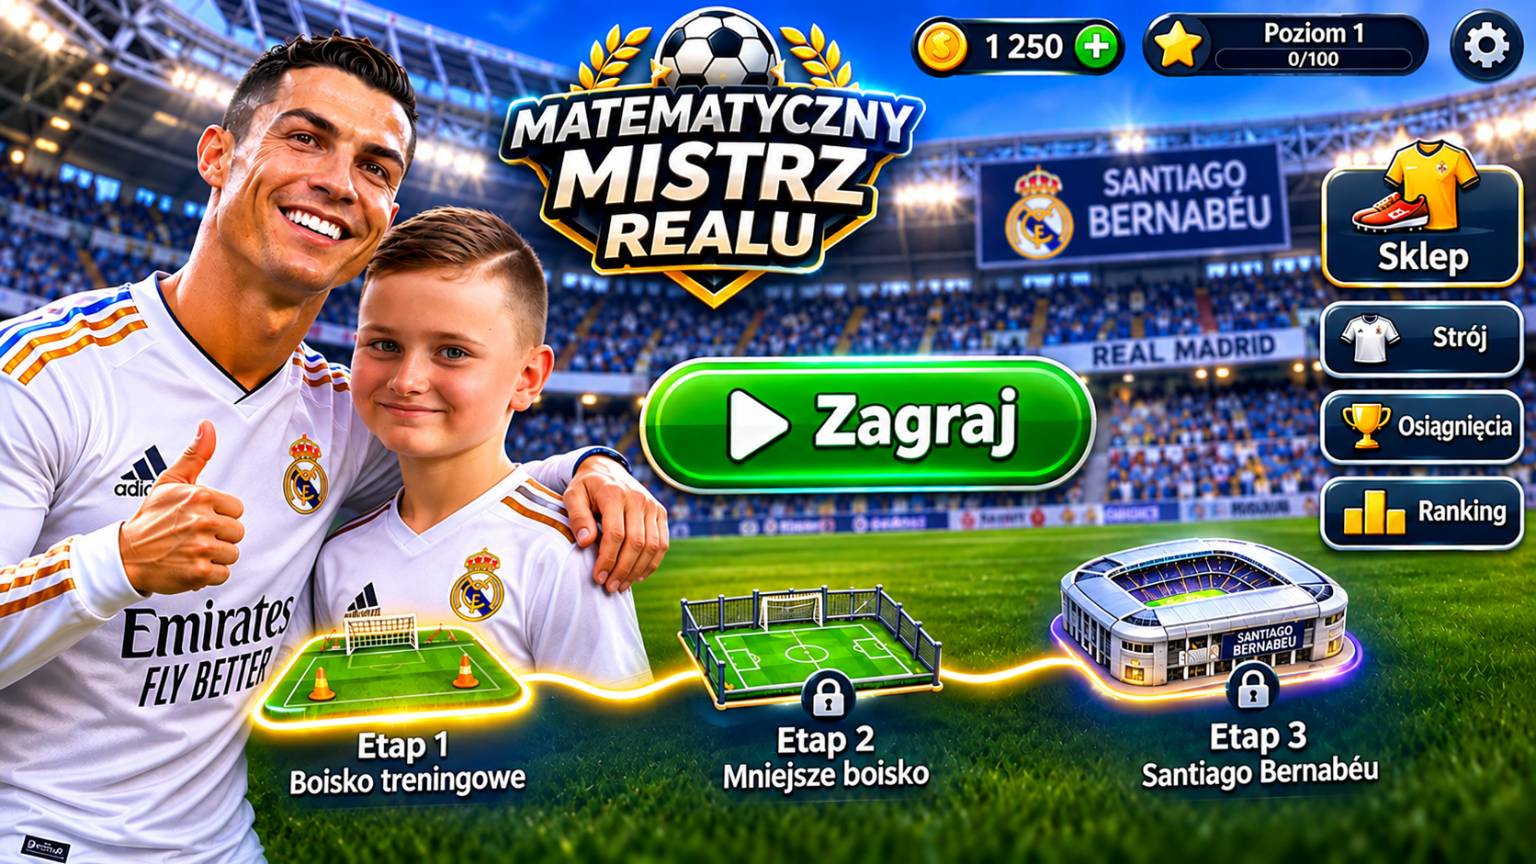 MATEMATYCZNY
MISTRZ
REALU
1 250
Poziom 1
0/100
SANTIAGO
BERNABÉU
Sklep
REAL MADRID
Strój
Zagraj
Osiągnięcia
Ranking
Emirates
FLY BETTER
SANTIAGO
BERNABÉU
Etap 1
Boisko treningowe
Etap 2
Mniejsze boisko
Etap 3
Santiago Bernabéu